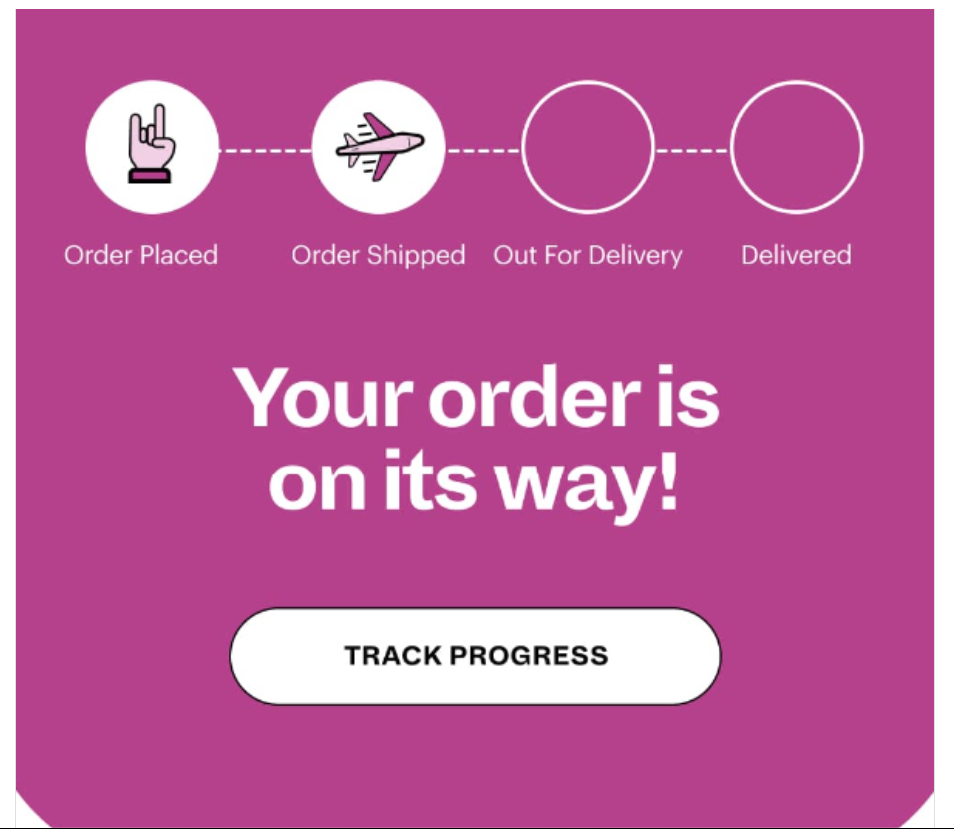 Order Placed
Order Shipped
Out For Delivery
Delivered
Your order is
on its way!
TRACK PROGRESS